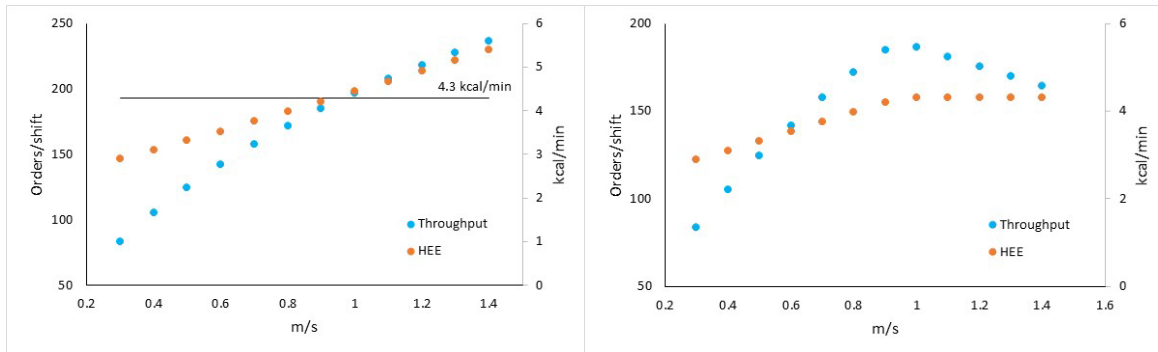 250
200
150
100
50
Orders/shift
6
5
4
3
2
1
0
kcal/min
4.3 kcal/min
Throughput
HEE
0.2 0.4 0.6 0.8 1 1.2 1.4
m/s
200
150
100
50
Orders/shift
6
4
2
0
kcal/min
Throughput
HEE
0.2 0.4 0.6 0.8 1 1.2 1.4 1.6
m/s